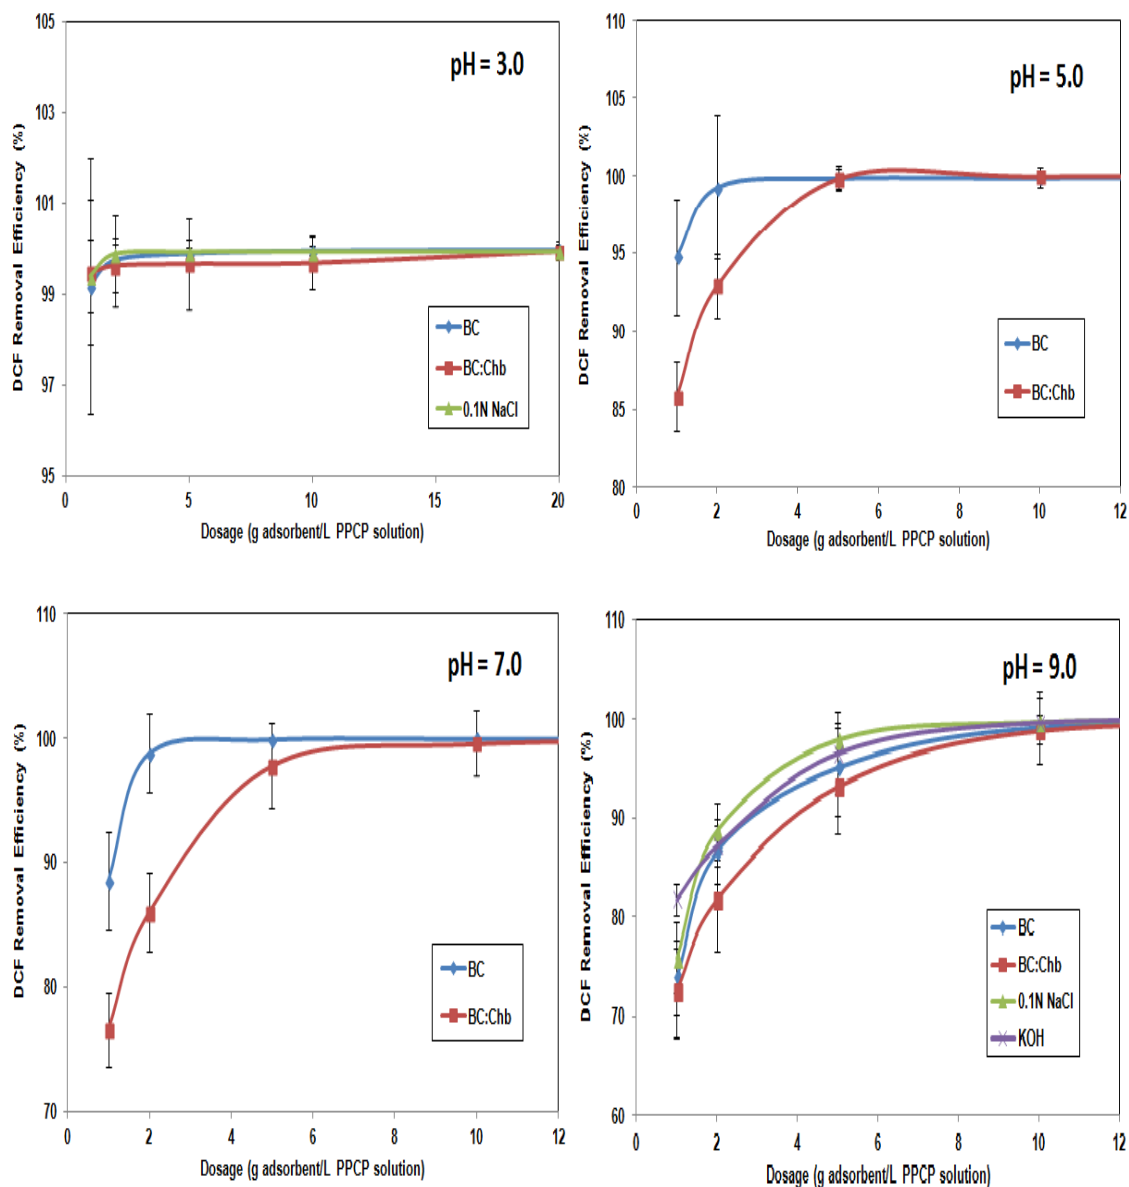 105
103
101
99
97
95
DCF Removal Efficiency (%)
pH = 3.0
BC
BC:Chb
0.1N NaCl
0 5 10 15 20
Dosage (g adsorbent/L PPCP solution)
110
105
100
95
90
85
80
DCF Removal Efficiency (%)
pH = 5.0
BC
BC:Chb
0 2 4 6 8 10 12
Dosage (g adsorbent/L PPCP solution)
110
100
90
80
70
DCF Removal Efficiency (%)
pH = 7.0
BC
BC:Chb
0 2 4 6 8 10 12
Dosage (g adsorbent/L PPCP solution)
110
100
90
80
70
60
DCF Removal Efficiency (%)
pH = 9.0
BC
BC:Chb
0.1N NaCl
KOH
0 2 4 6 8 10 12
Dosage (g adsorbent/L PPCP solution)